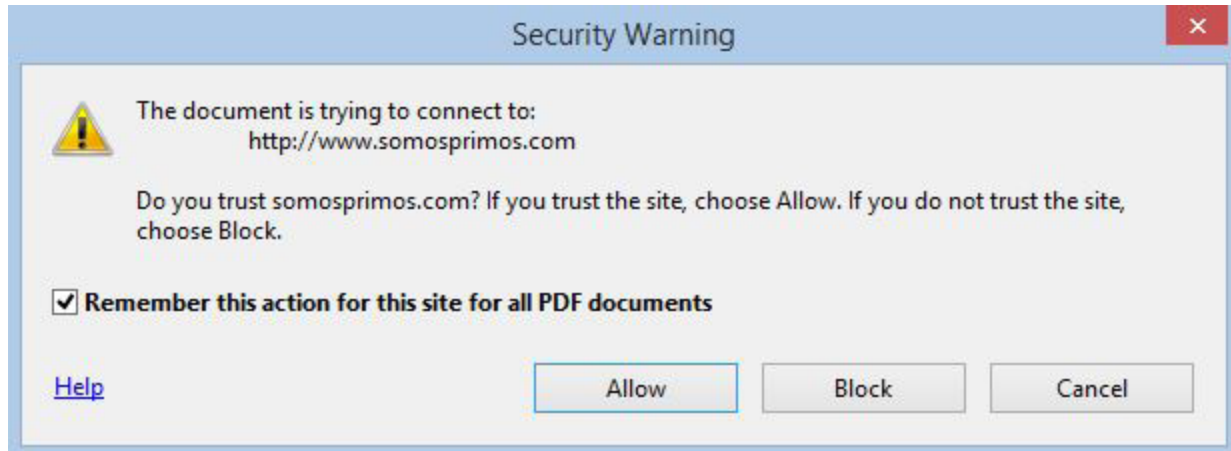 Security Warning
The document is trying to connect to:
http://www.somosprimos.com
Do you trust somosprimos.com? If you trust the site, choose Allow. If you do not trust the site,
choose Block.
Remember this action for this site for all PDF documents
Help
Allow
Block
Cancel